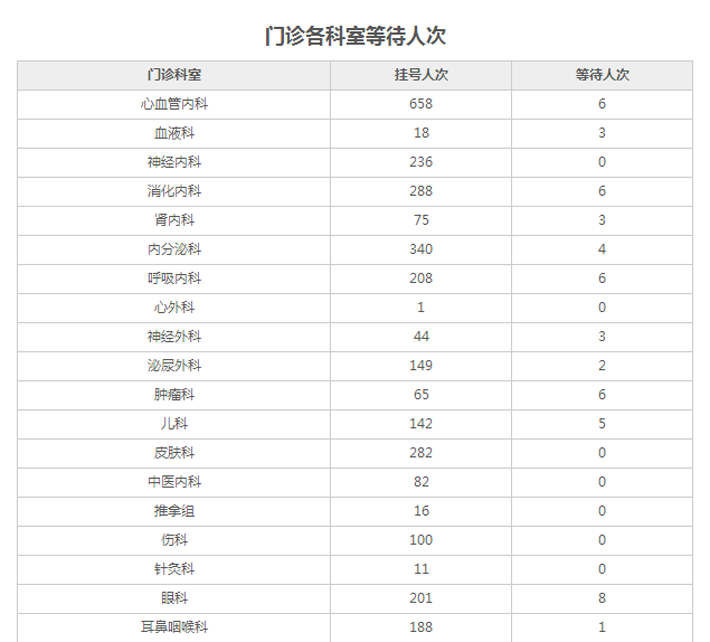 门诊各科室等待人次
门诊科室 挂号人次 等待人次
心血管内科 658 6
血液科 18 3
神经内科 236 0
消化内科 288 6
肾内科 75 3
内分泌科 340 4
呼吸内科 208 6
心外科 1 0
神经外科 44 3
泌尿外科 149 2
肿瘤科 65 6
儿科 142 5
皮肤科 282 0
中医内科 82 0
推拿组 16 0
伤科 100 0
针灸科 11 0
眼科 201 8
耳鼻咽喉科 188 1